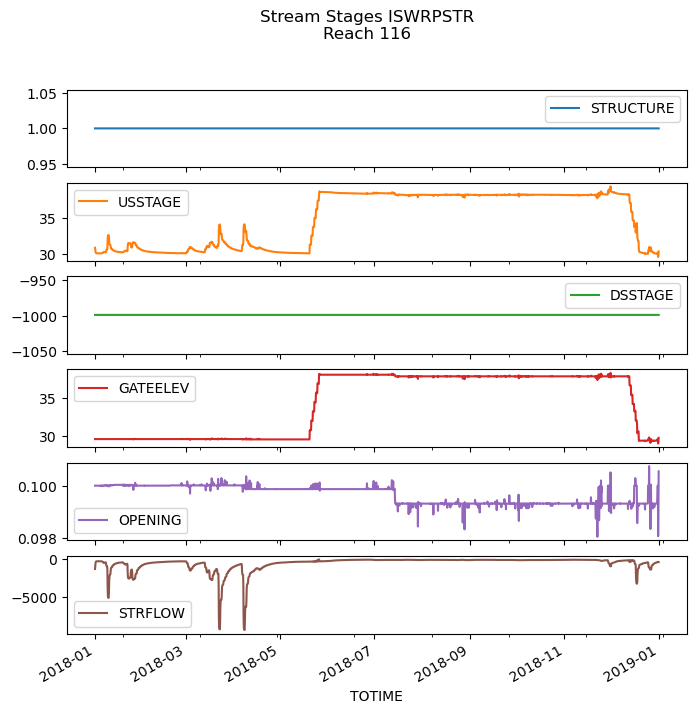 Stream Stages ISWRPSTR
Reach 116
1.05
1.00
0.95
STRUCTURE
35
30
USSTAGE
−950
−1000
−1050
DSSTAGE
35
30
GATEELEV
0.100
0.098
OPENING
0
−5000
STRFLOW
2018-01
2018-03
2018-05
2018-07
2018-09
2018-11
2019-01
TOTIME